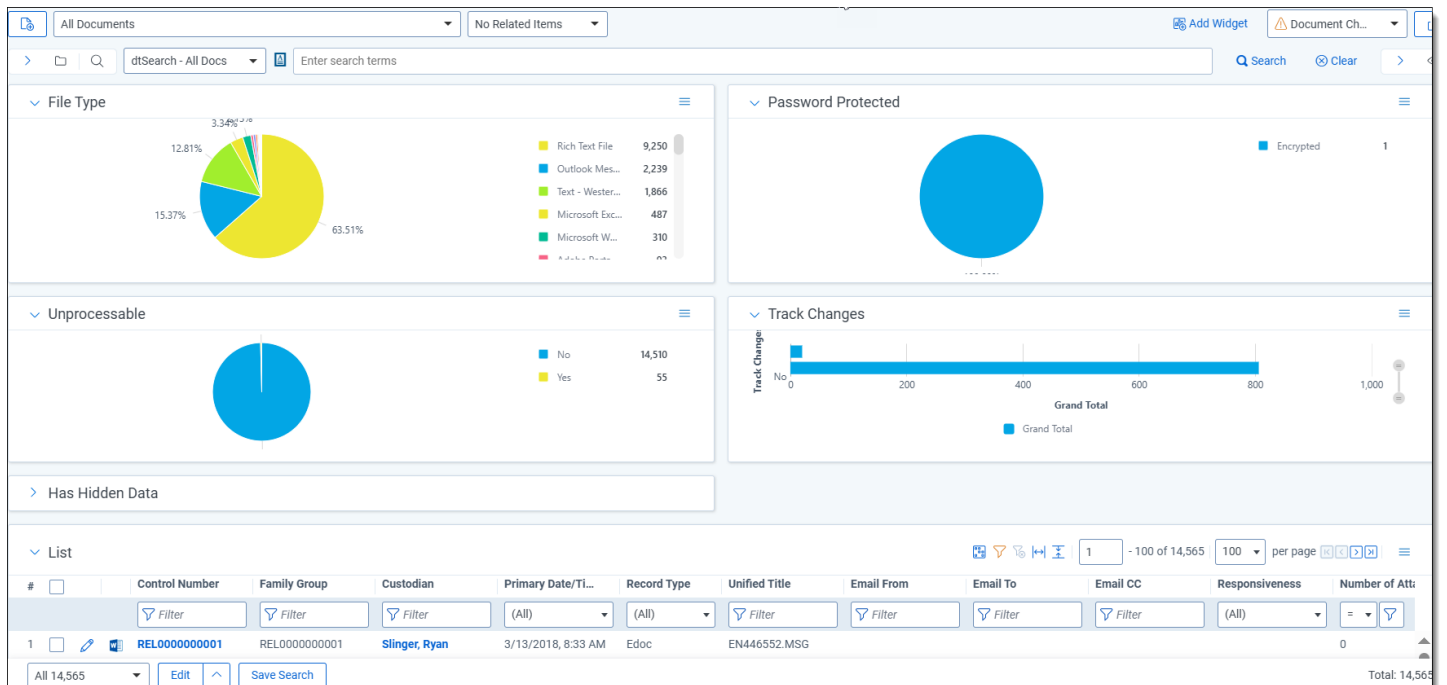 All Documents
No Related Items
Add Widget
Document Ch...
dtSearch - All Docs
Enter search terms
Search
Clear
File Type
3.34%
12.81%
15.37%
63.51%
Rich Text File 9,250
Outlook Mes... 2,239
Text - Wester... 1,866
Microsoft Exc... 487
Microsoft W... 310
Password Protected
Encrypted 1
Unprocessable
No 14,510
Yes 55
Track Changes
Track Changes
No
0 200 400 600 800 1,000
Grand Total
Grand Total
Has Hidden Data
List
1 - 100 of 14,565 100 per page
# Control Number Family Group Custodian Primary Date/Ti... Record Type Unified Title Email From Email To Email CC Responsiveness Number of Atta
Filter Filter Filter (All) (All) Filter Filter Filter Filter (All) =
1 REL0000000001 REL0000000001 Slinger, Ryan 3/13/2018, 8:33 AM Edoc EN446552.MSG 0
All 14,565 Edit Save Search Total: 14,565